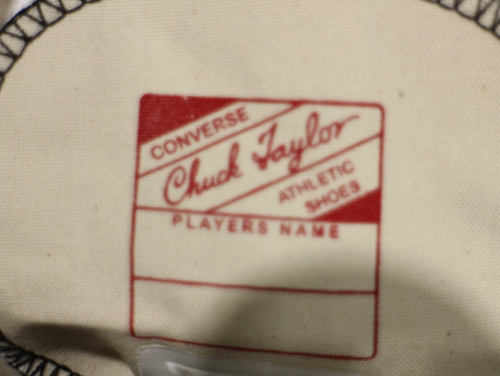 CONVERSE
Chuck Taylor
ATHLETIC
SHOES
PLAYERS NAME